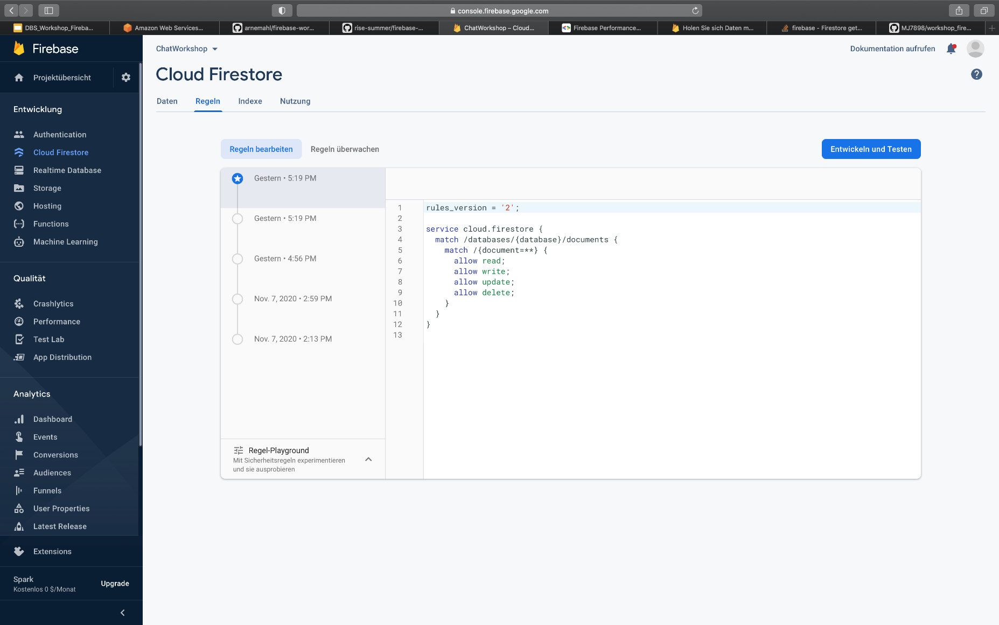 console.firebase.google.com
DBS_Workshop_Fireba...
Amazon Web Services...
arnemahl/firebase-wor...
rise-summer/firebase-...
ChatWorkshop – Cloud...
Firebase Performance...
Holen Sie sich Daten m...
firebase - Firestore get...
MJ7898/workshop_fire...
Firebase
Projektübersicht
Entwicklung
Authentication
Cloud Firestore
Realtime Database
Storage
Hosting
Functions
Machine Learning
Qualität
Crashlytics
Performance
Test Lab
App Distribution
Analytics
Dashboard
Events
Conversions
Audiences
Funnels
User Properties
Latest Release
Extensions
Spark
Kostenlos 0 $/Monat
Upgrade
ChatWorkshop
Dokumentation aufrufen
Cloud Firestore
?
Daten
Regeln
Indexe
Nutzung
Regeln bearbeiten
Regeln überwachen
Entwickeln und Testen
Gestern • 5:19 PM
Gestern • 5:19 PM
Gestern • 4:56 PM
Nov. 7, 2020 • 2:59 PM
Nov. 7, 2020 • 2:13 PM
Regel-Playground
Mit Sicherheitsregeln experimentieren
und sie ausprobieren
1 rules_version = '2';
2
3 service cloud.firestore {
4 match /databases/{database}/documents {
5 match /{document=**} {
6 allow read;
7 allow write;
8 allow update;
9 allow delete;
10 }
11 }
12 }
13